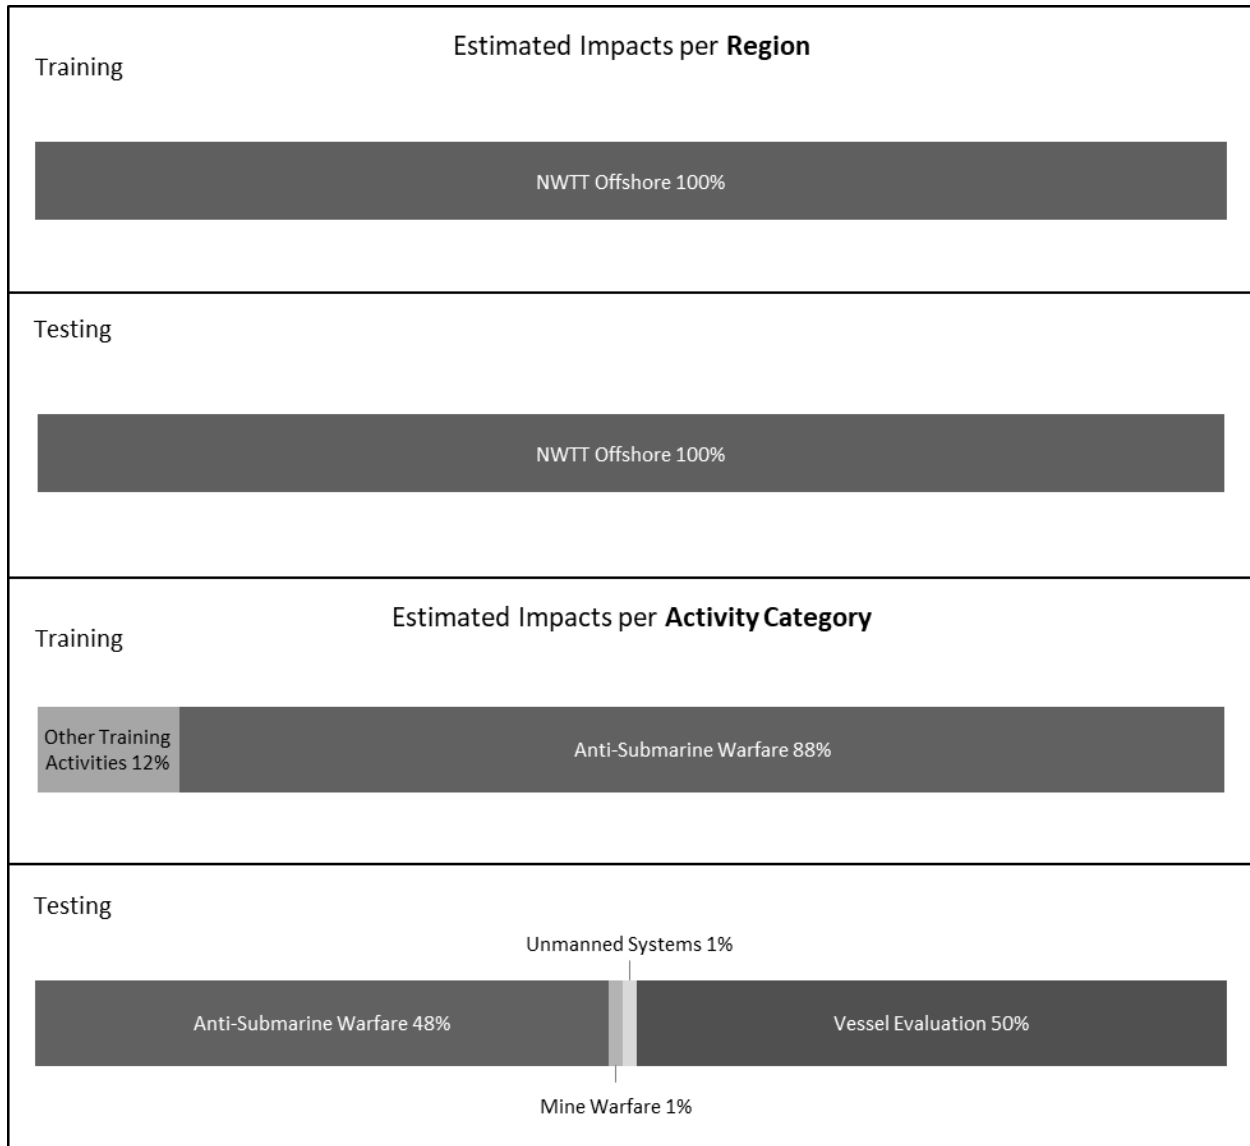 Estimated Impacts per Region
Training
NWTT Offshore 100%
Testing
NWTT Offshore 100%
Estimated Impacts per Activity Category
Training
Other Training
Activities 12%
Anti-Submarine Warfare 88%
Testing
Unmanned Systems 1%
Anti-Submarine Warfare 48%
Vessel Evaluation 50%
Mine Warfare 1%